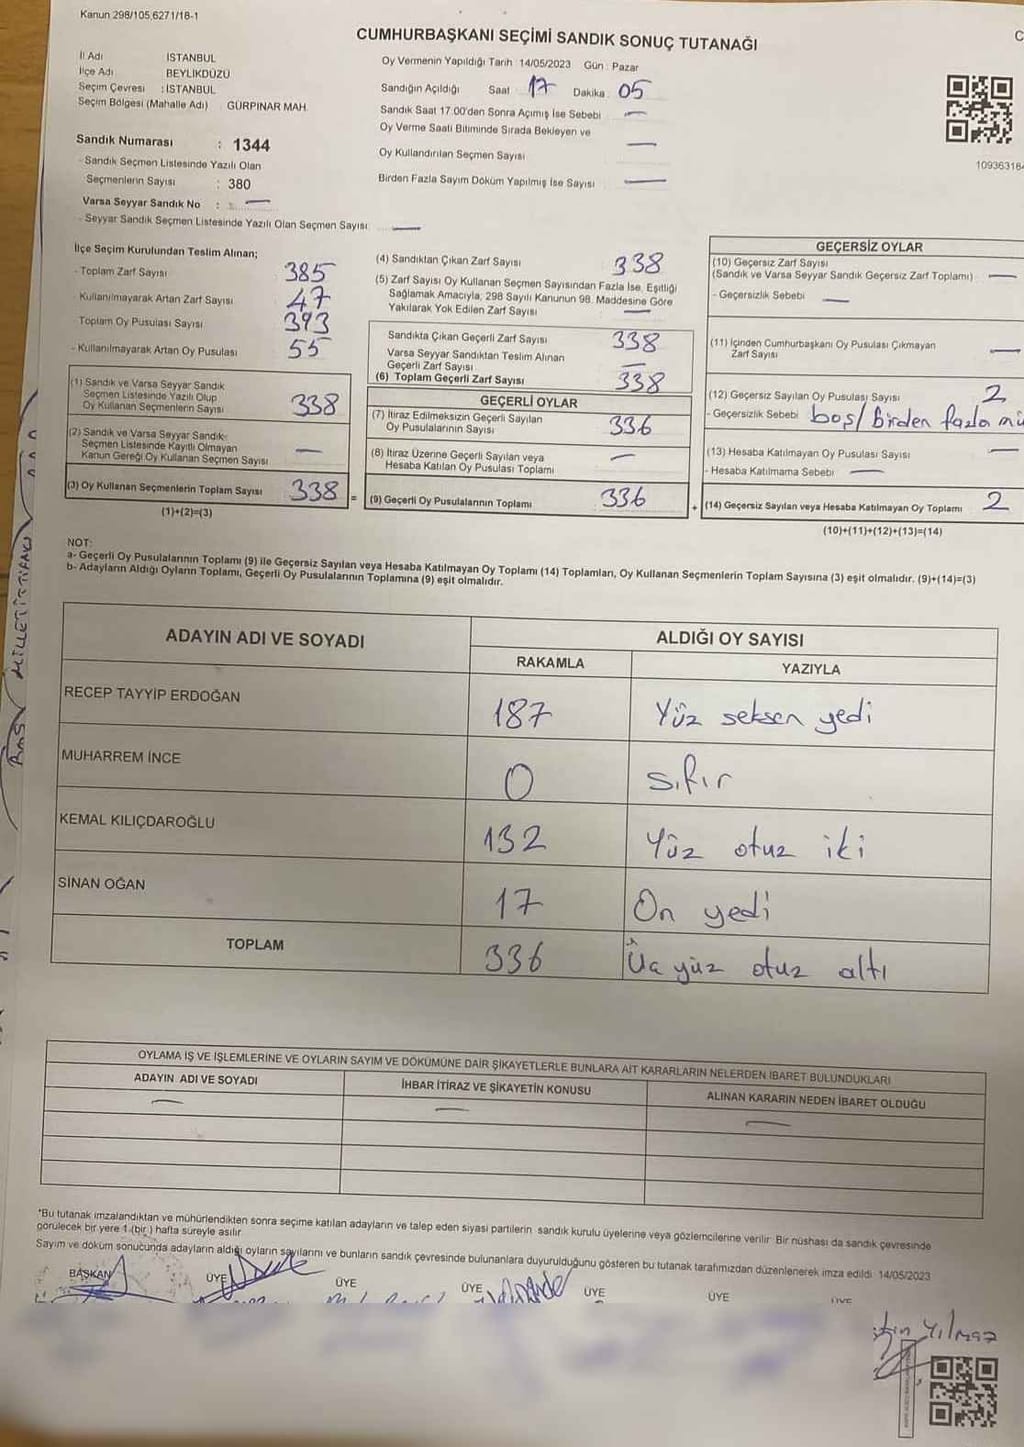 Kanun 298/105,6271/18-1
CUMHURBAŞKANI SEÇİMİ SANDIK SONUÇ TUTANAĞI
İl Adı İSTANBUL
İlçe Adı BEYLİKDÜZÜ
Seçim Çevresi : İSTANBUL
Seçim Bölgesi (Mahalle Adı) GÜRPINAR MAH.
Sandık Numarası : 1344
- Sandık Seçmen Listesinde Yazılı Olan
Seçmenlerin Sayısı : 380
Varsa Seyyar Sandık No : —
- Seyyar Sandık Seçmen Listesinde Yazılı Olan Seçmen Sayısı —
Oy Vermenin Yapıldığı Tarih : 14/05/2023 Gün : Pazar
Sandığın Açıldığı Saat 17 Dakika 05
Sandık Saat 17:00'den Sonra Açımış İse Sebebi —
Oy Verme Saati Bitiminde Sırada Bekleyen ve
Oy Kullandırılan Seçmen Sayısı —
Birden Fazla Sayım Döküm Yapılmış İse Sayısı —
10936316
İlçe Seçim Kurulundan Teslim Alınan;
- Toplam Zarf Sayısı 385
- Kullanılmayarak Artan Zarf Sayısı 47
Toplam Oy Pusulası Sayısı 393
- Kullanılmayarak Artan Oy Pusulası 55
(1) Sandık ve Varsa Seyyar Sandık
Seçmen Listesinde Yazılı Olup
Oy Kullanan Seçmenlerin Sayısı 338
(2) Sandık ve Varsa Seyyar Sandık
Seçmen Listesinde Kayıtlı Olmayan
Kanun Gereği Oy Kullanan Seçmen Sayısı —
(3) Oy Kullanan Seçmenlerin Toplam Sayısı 338 =
(1)+(2)=(3)
(4) Sandıktan Çıkan Zarf Sayısı 338
(5) Zarf Sayısı Oy Kullanan Seçmen Sayısından Fazla İse, Eşitliği
Sağlamak Amacıyla, 298 Sayılı Kanunun 98. Maddesine Göre
Yakılarak Yok Edilen Zarf Sayısı —
Sandıkta Çıkan Geçerli Zarf Sayısı 338
Varsa Seyyar Sandıktan Teslim Alınan
Geçerli Zarf Sayısı —
(6) Toplam Geçerli Zarf Sayısı 338
GEÇERLİ OYLAR
(7) İtiraz Edilmeksizin Geçerli Sayılan
Oy Pusulalarının Sayısı 336
(8) İtiraz Üzerine Geçerli Sayılan veya
Hesaba Katılan Oy Pusulası Toplamı —
(9) Geçerli Oy Pusulalarının Toplamı 336 +
GEÇERSİZ OYLAR
(10) Geçersiz Zarf Sayısı
(Sandık ve Varsa Seyyar Sandık Geçersiz Zarf Toplamı) —
- Geçersizlik Sebebi —
(11) İçinden Cumhurbaşkanı Oy Pusulası Çıkmayan
Zarf Sayısı —
(12) Geçersiz Sayılan Oy Pusulası Sayısı 2
- Geçersizlik Sebebi boş/birden fazla mü
(13) Hesaba Katılmayan Oy Pusulası Sayısı —
- Hesaba Katılmama Sebebi —
(14) Geçersiz Sayılan veya Hesaba Katılmayan Oy Toplamı 2
(10)+(11)+(12)+(13)=(14)
NOT:
a- Geçerli Oy Pusulalarının Toplamı (9) ile Geçersiz Sayılan veya Hesaba Katılmayan Oy Toplamı (14) Toplamları, Oy Kullanan Seçmenlerin Toplam Sayısına (3) eşit olmalıdır. (9)+(14)=(3)
b- Adayların Aldığı Oyların Toplamı, Geçerli Oy Pusulalarının Toplamına (9) eşit olmalıdır.
ADAYIN ADI VE SOYADI ALDIĞI OY SAYISI
RAKAMLA YAZIYLA
RECEP TAYYİP ERDOĞAN 187 Yüz seksen yedi
MUHARREM İNCE 0 sıfır
KEMAL KILIÇDAROĞLU 132 Yüz otuz iki
SİNAN OĞAN 17 On yedi
TOPLAM 336 Üç yüz otuz altı
OYLAMA İŞ VE İŞLEMLERİNE VE OYLARIN SAYIM VE DÖKÜMÜNE DAİR ŞİKAYETLERLE BUNLARA AİT KARARLARIN NELERDEN İBARET BULUNDUKLARI
ADAYIN ADI VE SOYADI İHBAR İTİRAZ VE ŞİKAYETİN KONUSU ALINAN KARARIN NEDEN İBARET OLDUĞU
— — —
"Bu tutanak imzalandıktan ve mühürlendikten sonra seçime katılan adayların ve talep eden siyasi partilerin sandık kurulu üyelerine veya gözlemcilerine verilir. Bir nüshası da sandık çevresinde
görülecek bir yere 1 (bir) hafta süreyle asılır
Sayım ve döküm sonucunda adayların aldığı oyların sayılarını ve bunların sandık çevresinde bulunanlara duyurulduğunu gösteren bu tutanak tarafımızdan düzenlenerek imza edildi 14/05/2023
BAŞKAN ÜYE ÜYE ÜYE ÜYE ÜYE ÜYE
Yılmaz
MİLLET İTTİFAKI